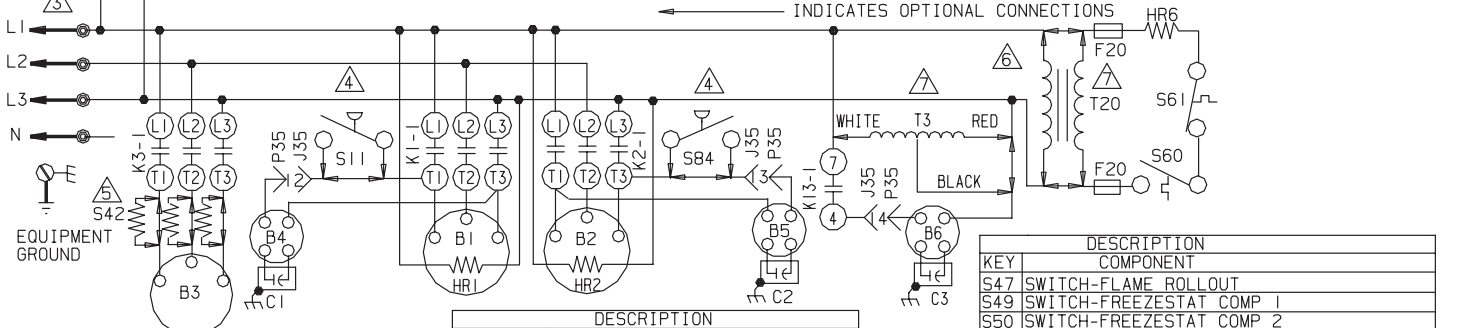 3
INDICATES OPTIONAL CONNECTIONS
HR6
L1
F20
L2
4
4
6
7
T20
S61
L3
7
N
L1 L2 L3
K3-1
P35
J35
S11
L1 L2 L3
K1-1
L1 L2 L3
K2-1
S84
J35
P35
WHITE T3 RED
7
S60
T1 T2 T3
12
T1 T2 T3
T1 T2 T3
13
K13-1
J35
P35
BLACK
F20
5
S42
4
14
EQUIPMENT
GROUND
B4
B1
B2
B5
B6
B3
HR1
HR2
C1
C2
C3
DESCRIPTION
KEY COMPONENT
S47 SWITCH-FLAME ROLLOUT
S49 SWITCH-FREEZESTAT COMP 1
S50 SWITCH-FREEZESTAT COMP 2
DESCRIPTION